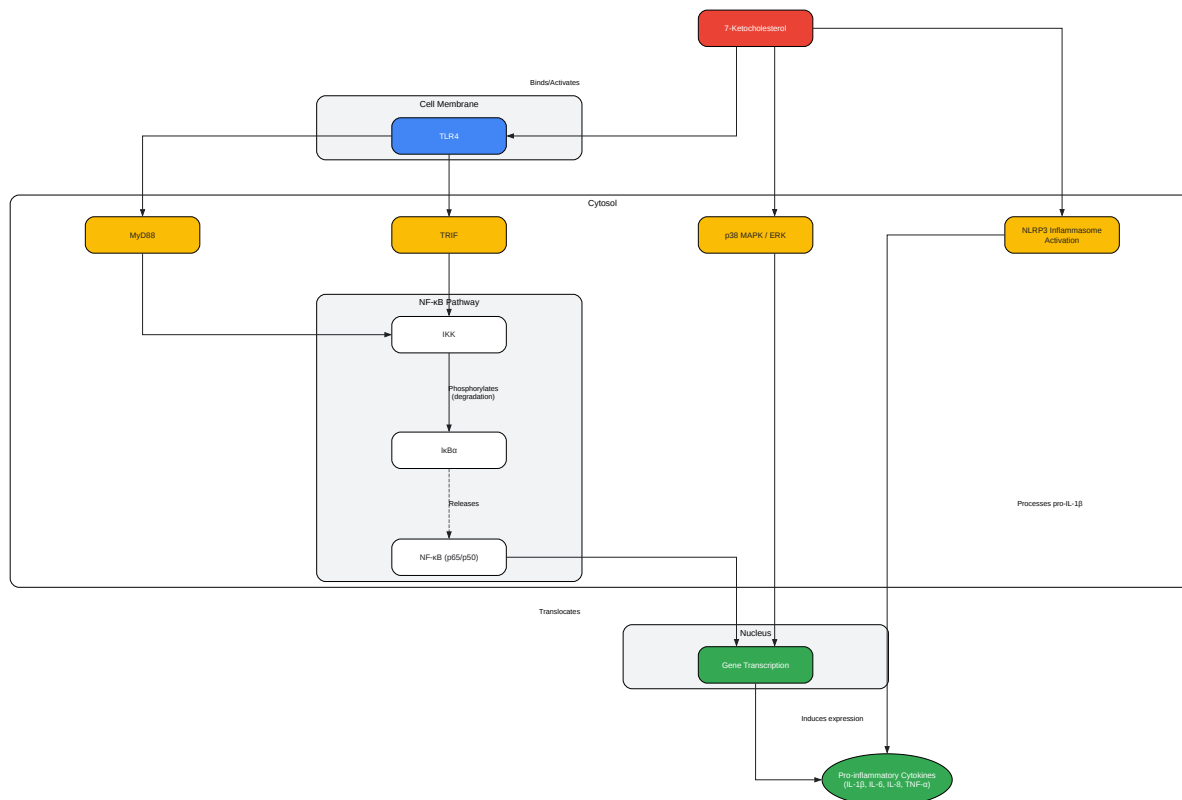 7-Ketocholesterol
Binds/Activates
Cell Membrane
TLR4
Cytosol
MyD88
TRIF
p38 MAPK / ERK
NLRP3 Inflammasome
Activation
NF-κB Pathway
IKK
Phosphorylates
(degradation)
IκBα
Releases
Processes pro-IL-1β
NF-κB (p65/p50)
Translocates
Nucleus
Gene Transcription
Induces expression
Pro-inflammatory Cytokines
(IL-1β, IL-6, IL-8, TNF-α)